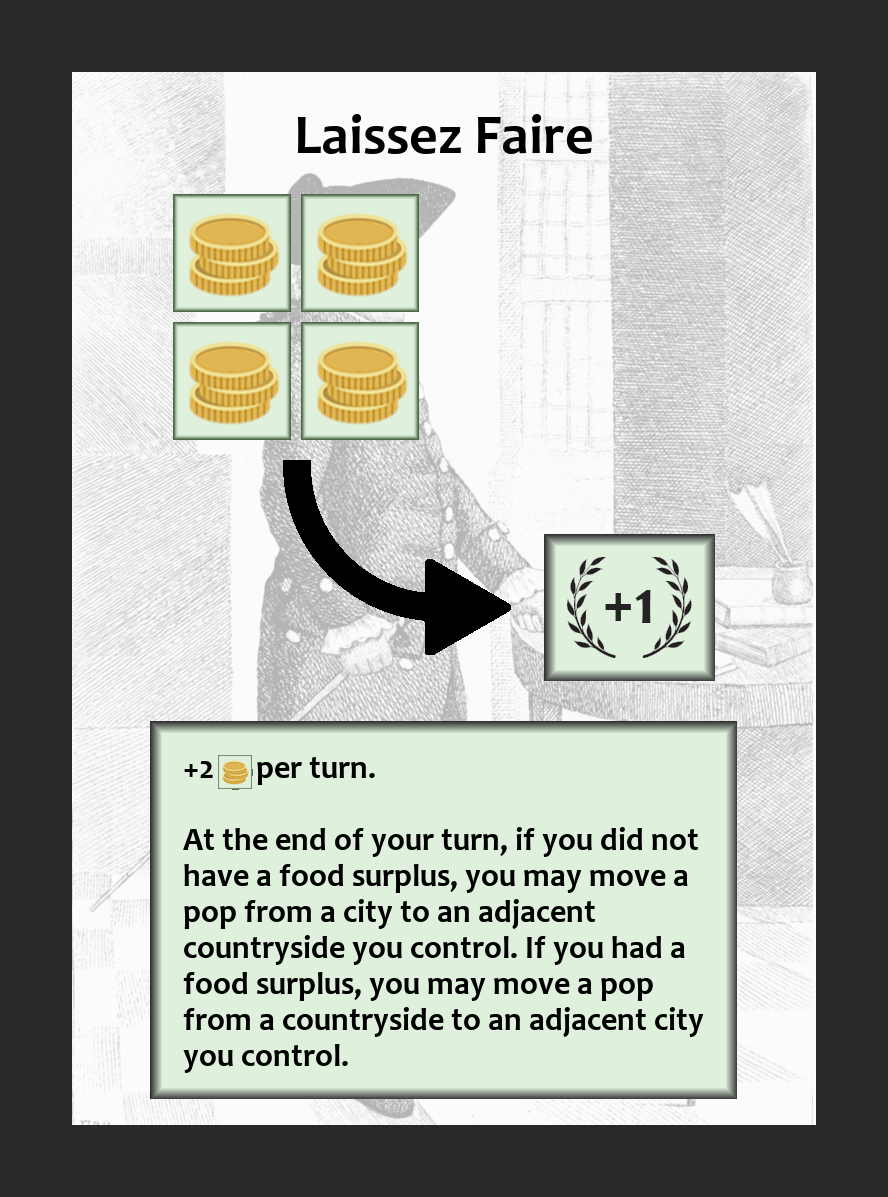 Laissez Faire
+1
+2 per turn.
At the end of your turn, if you did not
have a food surplus, you may move a
pop from a city to an adjacent
countryside you control. If you had a
food surplus, you may move a pop
from a countryside to an adjacent city
you control.